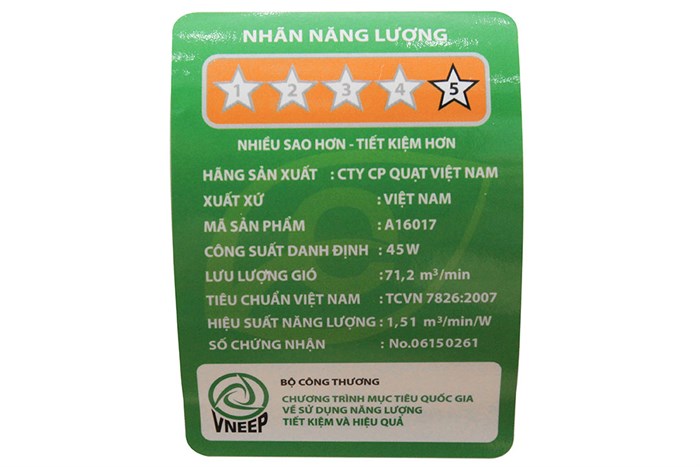 NHÃN NĂNG LƯỢNG
1 2 3 4 5
NHIỀU SAO HƠN - TIẾT KIỆM HƠN
HÃNG SẢN XUẤT : CTY CP QUẠT VIỆT NAM
XUẤT XỨ : VIỆT NAM
MÃ SẢN PHẨM : A16017
CÔNG SUẤT DANH ĐỊNH : 45W
LƯU LƯỢNG GIÓ : 71,2 m³/min
TIÊU CHUẨN VIỆT NAM : TCVN 7826:2007
HIỆU SUẤT NĂNG LƯỢNG : 1,51 m³/min/W
SỐ CHỨNG NHẬN : No.06150261
BỘ CÔNG THƯƠNG
CHƯƠNG TRÌNH MỤC TIÊU QUỐC GIA
VỀ SỬ DỤNG NĂNG LƯỢNG
TIẾT KIỆM VÀ HIỆU QUẢ
VNEEP